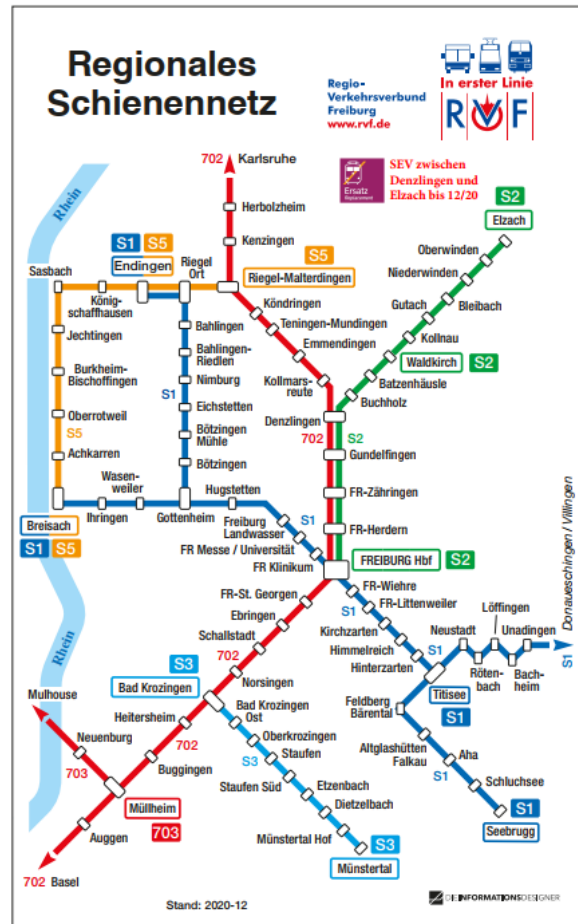 Regionales
Schienennetz
Regio-
Verkehrsverbund
Freiburg
www.rvf.de
In erster Linie
RVF
Ersatz
Replacement
SEV zwischen
Denzlingen und
Elzach bis 12/20
702 Karlsruhe
Rhein
Herbolzheim
Kenzingen
S2
Elzach
S1 S5
Endingen
Riegel
Ort
S5
Riegel-Malterdingen
Oberwinden
Niederwinden
Sasbach
König-
schaffhausen
Gutach
Bleibach
Köndringen
Teningen-Mundingen
Emmendingen
Kollnau
Jechtingen
Bahlingen
Bahlingen-
Riedlen
Waldkirch
S2
Burkheim-
Bischoffingen
Nimburg
S1
Kollmars-
reute
Batzenhäusle
Buchholz
Oberrotweil
Eichstetten
Denzlingen
S5
Bötzingen
Mühle
702
S2
Achkarren
Bötzingen
Gundelfingen
Wasen-
weiler
Hugstetten
FR-Zähringen
Ihringen
Gottenheim
Breisach
S1 S5
Freiburg
Landwasser
S1
FR-Herdern
FR Messe / Universität
FR Klinikum
FREIBURG Hbf
S2
FR-St. Georgen
FR-Wiehre
S1
FR-Littenweiler
Ebringen
Schallstadt
Kirchzarten
Himmelreich
Hinterzarten
S1
Neustadt
Löffingen
Unadingen
Röten-
bach
Bach-
heim
S1
Donaueschingen / Villingen
Rhein
702
S3
Bad Krozingen
Norsingen
Titisee
S1
Mulhouse
Heitersheim
Bad Krozingen
Ost
Feldberg
Bärental
Neuenburg
702
Oberkrozingen
S3
Staufen
Altglashütten
Falkau
Aha
S1
703
Buggingen
Staufen Süd
Etzenbach
Dietzelbach
Schluchsee
Müllheim
703
S1
Seebrugg
Auggen
Münstertal Hof
S3
Münstertal
702 Basel
Stand: 2020-12
DIEINFORMATIONSDESIGNER